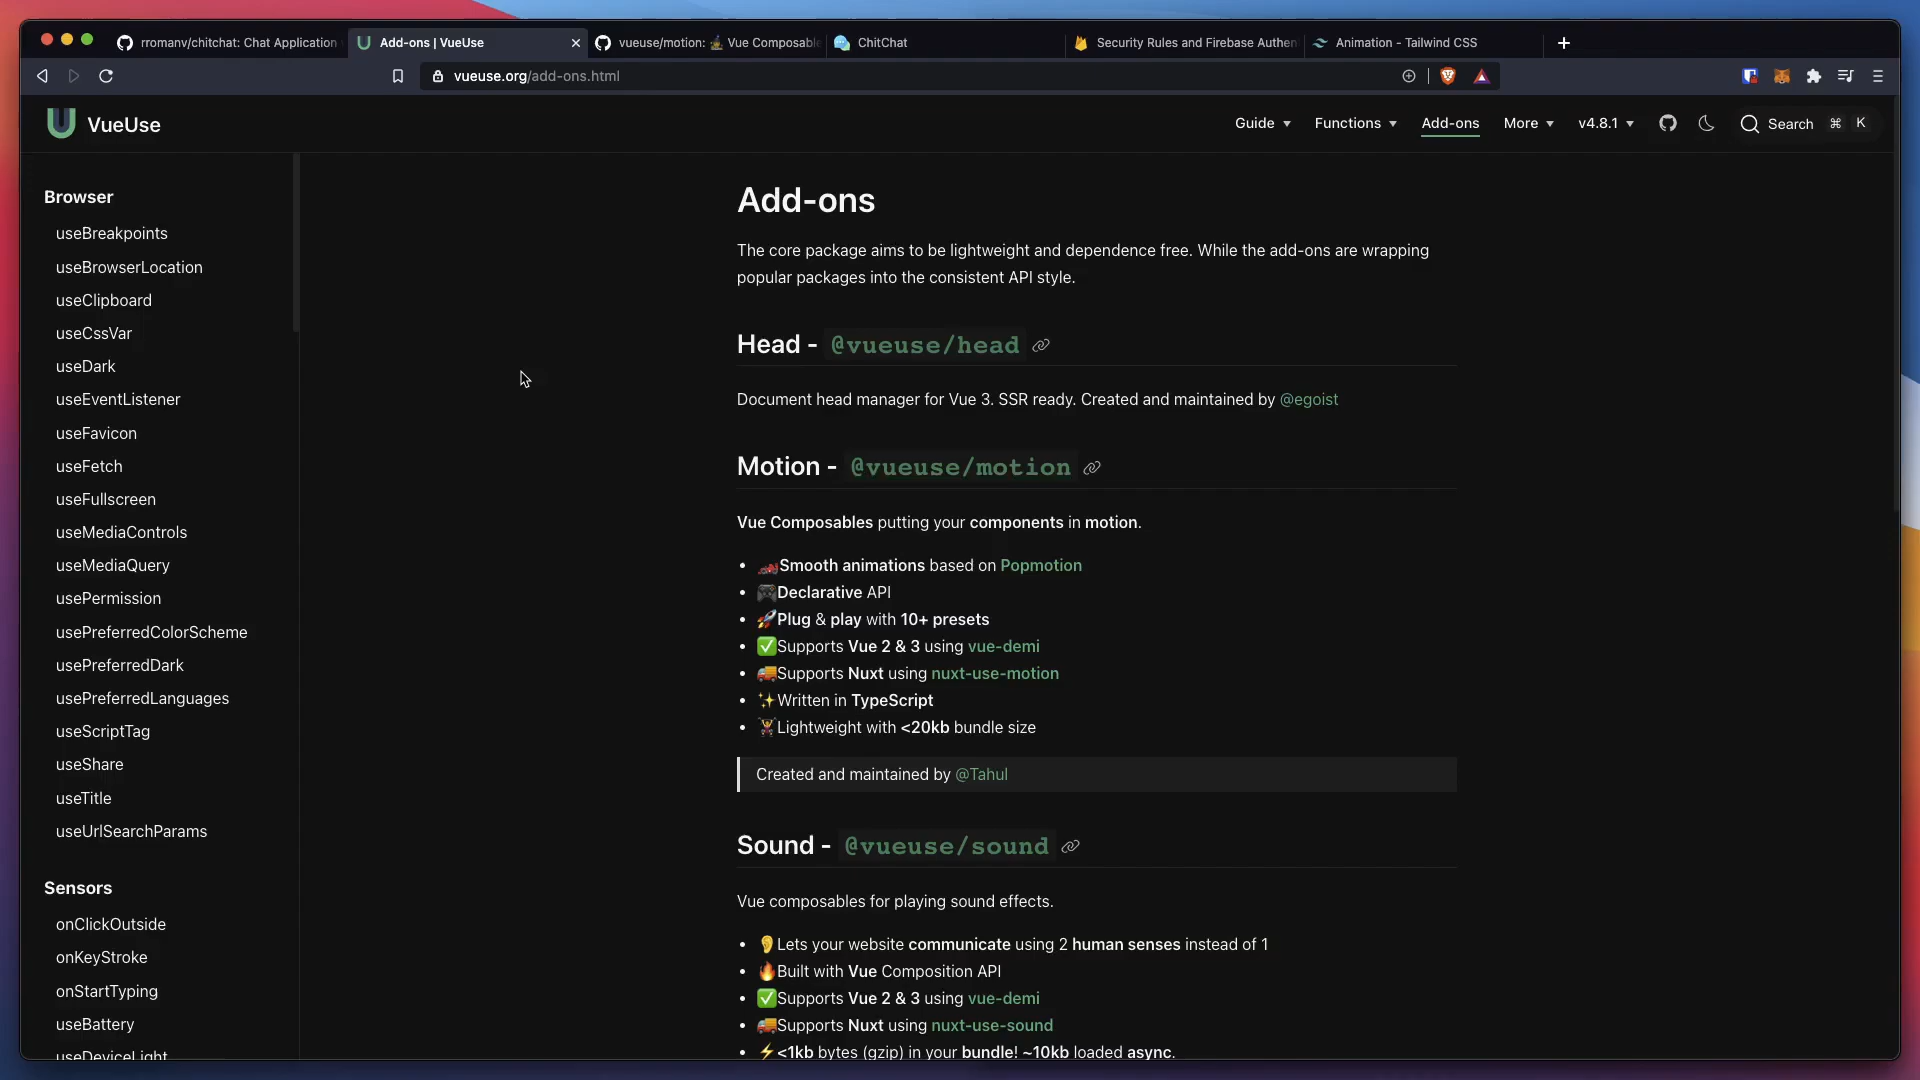 rromanv/chitchat: Chat Application
Add-ons | VueUse
vueuse/motion: Vue Composable
ChitChat
Security Rules and Firebase Authen
Animation - Tailwind CSS
vueuse.org/add-ons.html
VueUse
Guide
Functions
Add-ons
More
v4.8.1
Search ⌘ K
Browser
useBreakpoints
useBrowserLocation
useClipboard
useCssVar
useDark
useEventListener
useFavicon
useFetch
useFullscreen
useMediaControls
useMediaQuery
usePermission
usePreferredColorScheme
usePreferredDark
usePreferredLanguages
useScriptTag
useShare
useTitle
useUrlSearchParams
Sensors
onClickOutside
onKeyStroke
onStartTyping
useBattery
useDeviceLight
Add-ons
The core package aims to be lightweight and dependence free. While the add-ons are wrapping
popular packages into the consistent API style.
Head - @vueuse/head
Document head manager for Vue 3. SSR ready. Created and maintained by @egoist
Motion - @vueuse/motion
Vue Composables putting your components in motion.
• 🏎Smooth animations based on Popmotion
• 🎮Declarative API
• 🚀Plug & play with 10+ presets
• ✅Supports Vue 2 & 3 using vue-demi
• 🚚Supports Nuxt using nuxt-use-motion
• ✨Written in TypeScript
• 🏋Lightweight with <20kb bundle size
Created and maintained by @Tahul
Sound - @vueuse/sound
Vue composables for playing sound effects.
• 👂Lets your website communicate using 2 human senses instead of 1
• 🔥Built with Vue Composition API
• ✅Supports Vue 2 & 3 using vue-demi
• 🚚Supports Nuxt using nuxt-use-sound
• ⚡<1kb bytes (gzip) in your bundle! ~10kb loaded async.